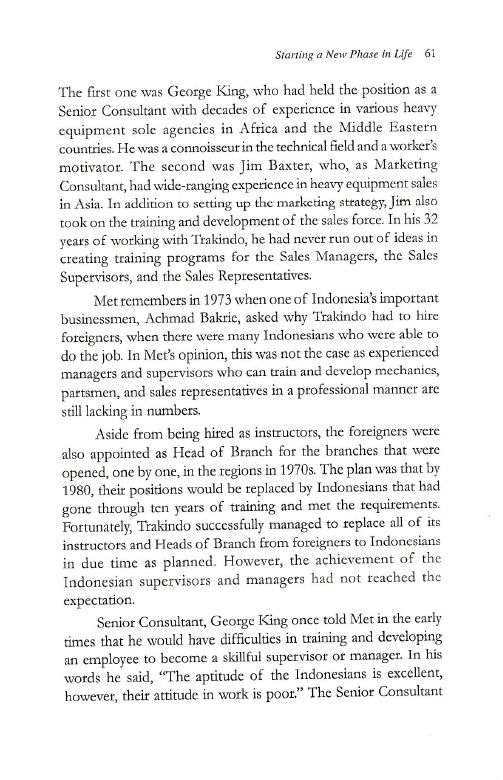 Starting a New Phase in Life 61
The first one was George King, who had held the position as a
Senior Consultant with decades of experience in various heavy
equipment sole agencies in Africa and the Middle Eastern
countries. He was a connoisseur in the technical field and a worker's
motivator. The second was Jim Baxter, who, as Marketing
Consultant, had wide-ranging experience in heavy equipment sales
in Asia. In addition to setting up the marketing strategy, Jim also
took on the training and development of the sales force. In his 32
years of working with Trakindo, he had never run out of ideas in
creating training programs for the Sales Managers, the Sales
Supervisors, and the Sales Representatives.
Met remembers in 1973 when one of Indonesia's important
businessmen, Achmad Bakrie, asked why Trakindo had to hire
foreigners, when there were many Indonesians who were able to
do the job. In Met's opinion, this was not the case as experienced
managers and supervisors who can train and develop mechanics,
partsmen, and sales representatives in a professional manner are
still lacking in numbers.
Aside from being hired as instructors, the foreigners were
also appointed as Head of Branch for the branches that were
opened, one by one, in the regions in 1970s. The plan was that by
1980, their positions would be replaced by Indonesians that had
gone through ten years of training and met the requirements.
Fortunately, Trakindo successfully managed to replace all of its
instructors and Heads of Branch from foreigners to Indonesians
in due time as planned. However, the achievement of the
Indonesian supervisors and managers had not reached the
expectation.
Senior Consultant, George King once told Met in the early
times that he would have difficulties in training and developing
an employee to become a skillful supervisor or manager. In his
words he said, "The aptitude of the Indonesians is excellent,
however, their attitude in work is poor." The Senior Consultant